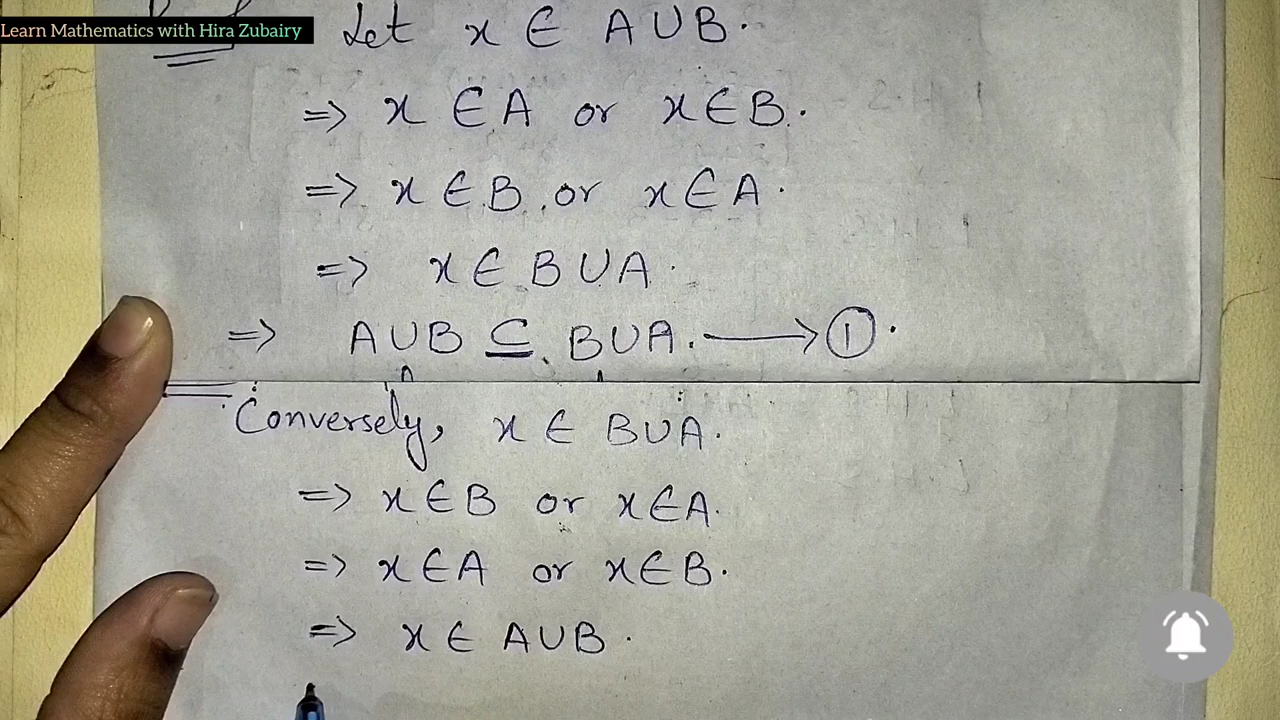 Learn Mathematics with Hira Zubairy
Let x ∈ A∪B.
=> x ∈ A or x ∈ B.
=> x ∈ B or x ∈ A.
=> x ∈ B∪A.
=> A∪B ⊆ B∪A. ⟶ ①.
Conversely, x ∈ B∪A.
=> x ∈ B or x ∈ A.
=> x ∈ A or x ∈ B.
=> x ∈ A∪B.